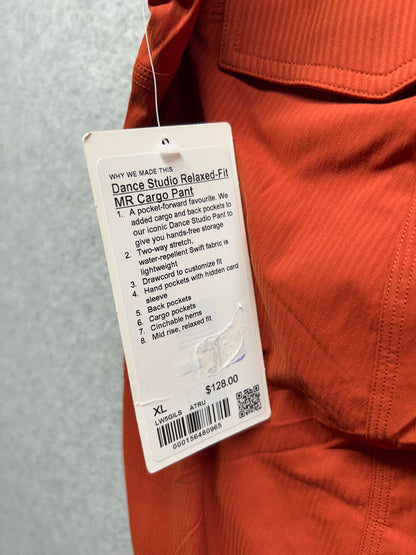 WHY WE MADE THIS
Dance Studio Relaxed-Fit
MR Cargo Pant
1. A pocket-forward favourite. We
added cargo and back pockets to
our iconic Dance Studio Pant to
give you hands-free storage
2. Two-way stretch,
water-repellent Swift fabric is
lightweight
3. Drawcord to customize fit
4. Hand pockets with hidden card
sleeve
5. Back pockets
6. Cargo pockets
7. Cinchable hems
8. Mid rise, relaxed fit
$128.00
XL
LW5GILS ATRU
000156480965